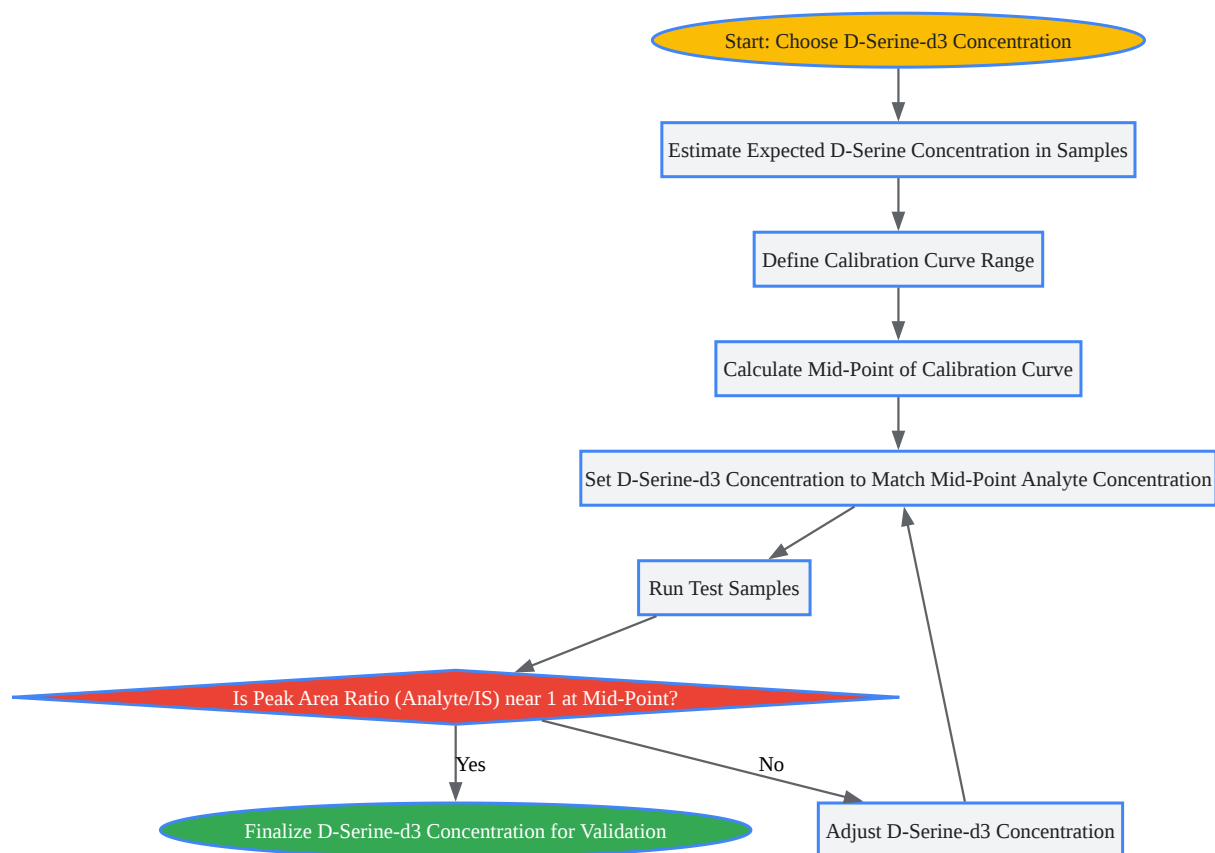 Start: Choose D-Serine-d3 Concentration
Estimate Expected D-Serine Concentration in Samples
Define Calibration Curve Range
Calculate Mid-Point of Calibration Curve
Set D-Serine-d3 Concentration to Match Mid-Point Analyte Concentration
Run Test Samples
Is Peak Area Ratio (Analyte/IS) near 1 at Mid-Point?
Yes
No
Finalize D-Serine-d3 Concentration for Validation
Adjust D-Serine-d3 Concentration